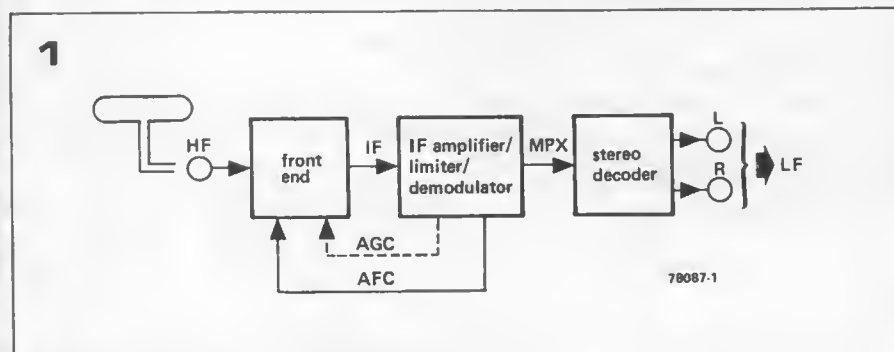 1
HF
front
end
IF
IF amplifier/
limiter/
demodulator
MPX
stereo
decoder
L
R
LF
AGC
AFC
78087-1